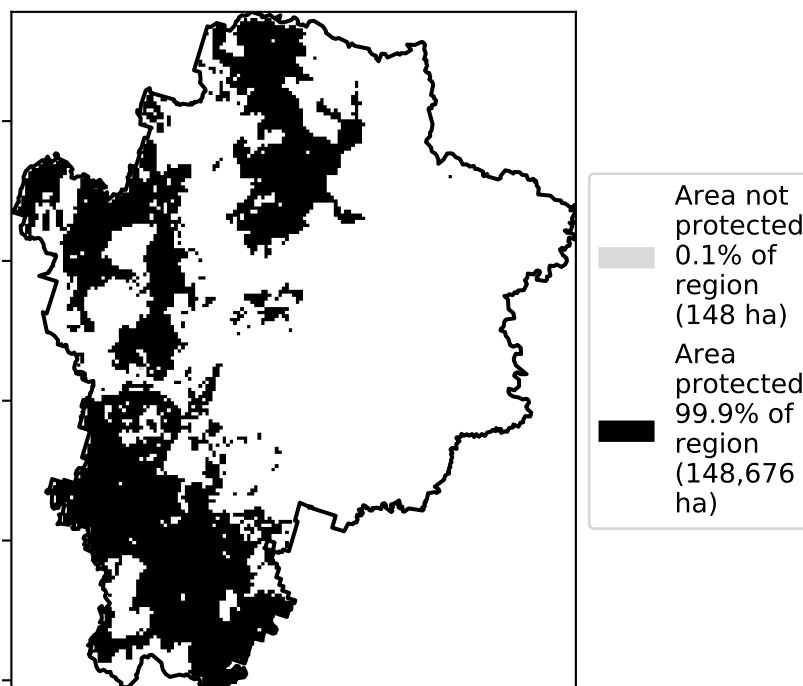 Area not
protected
0.1% of
region
(148 ha)
Area
protected
99.9% of
region
(148,676
ha)